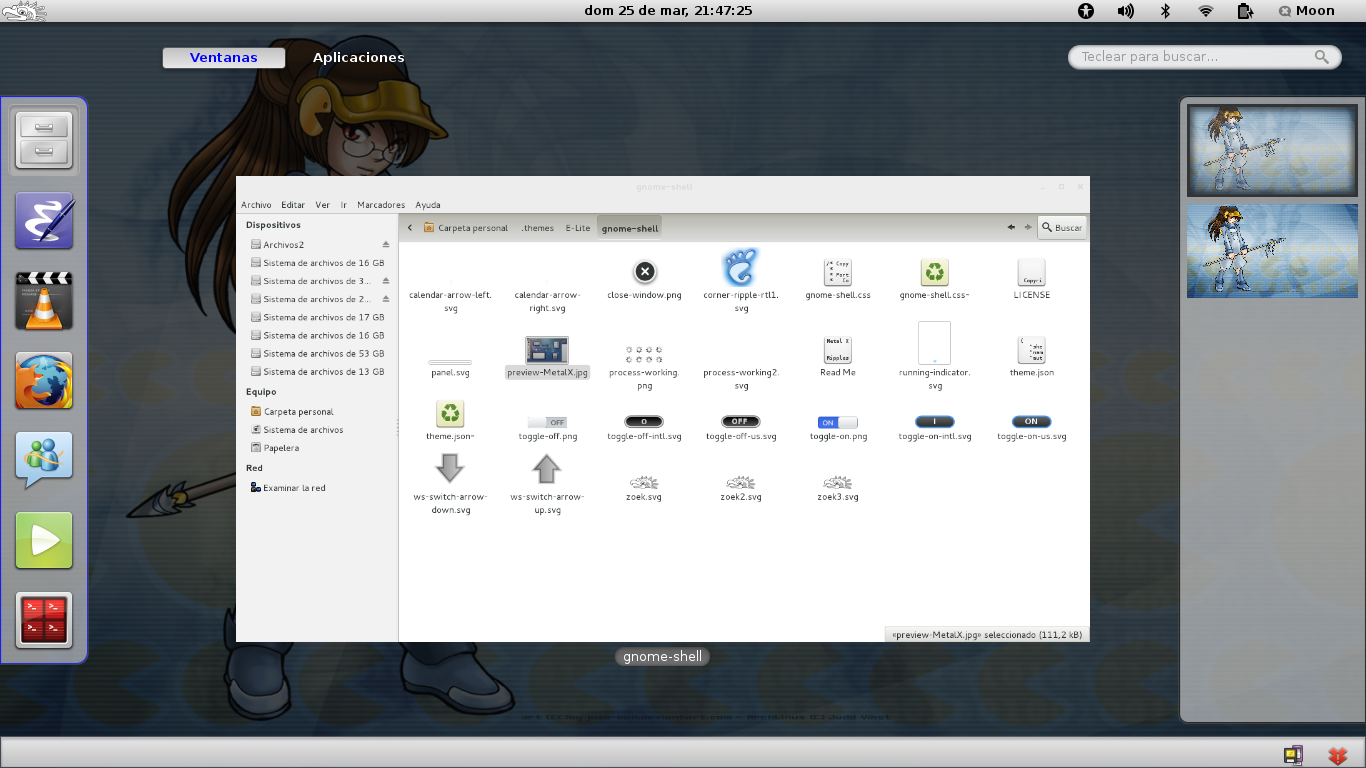 dom 25 de mar, 21:47:25
Moon
Ventanas
Aplicaciones
Teclear para buscar...
gnome-shell
Archivo Editar Ver Ir Marcadores Ayuda
Dispositivos
Archivos2
Sistema de archivos de 16 GB
Sistema de archivos de 3...
Sistema de archivos de 2...
Sistema de archivos de 17 GB
Sistema de archivos de 16 GB
Sistema de archivos de 53 GB
Sistema de archivos de 13 GB
Equipo
Carpeta personal
Sistema de archivos
Papelera
Red
Examinar la red
Carpeta personal .themes E-Lite gnome-shell
Buscar
calendar-arrow-left.
svg
calendar-arrow-
right.svg
close-window.png
corner-ripple-rtl1.
svg
gnome-shell.css
gnome-shell.css~
LICENSE
panel.svg
preview-MetalX.jpg
process-working.
png
process-working2.
svg
Read Me
running-indicator.
svg
theme.json
theme.json~
toggle-off.png
toggle-off-intl.svg
toggle-off-us.svg
toggle-on.png
toggle-on-intl.svg
toggle-on-us.svg
ws-switch-arrow-
down.svg
ws-switch-arrow-
up.svg
zoek.svg
zoek2.svg
zoek3.svg
OFF
OFF
ON
ON
«preview-MetalX.jpg» seleccionado (111,2 kB)
gnome-shell